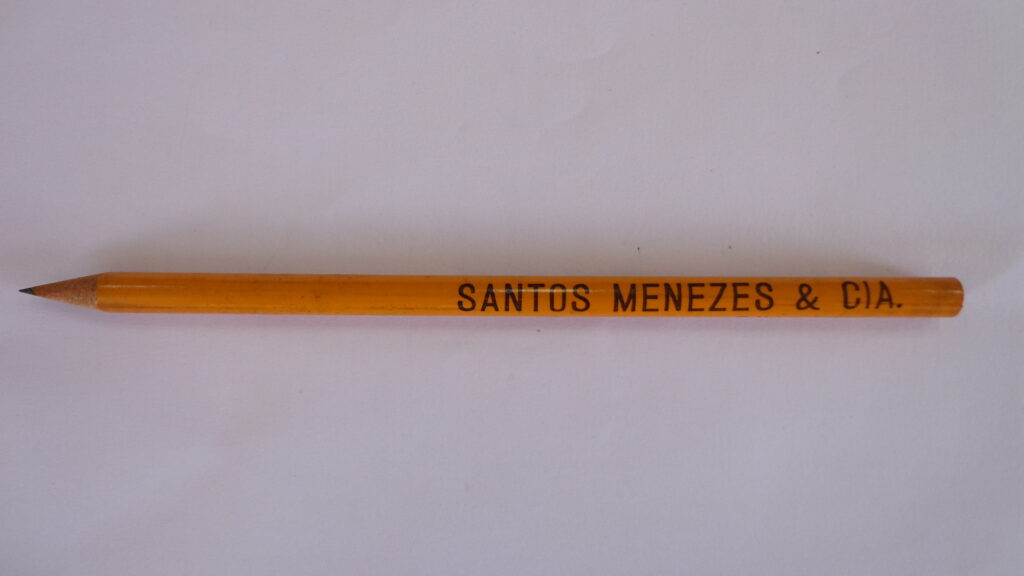 SANTOS MENEZES & CIA.